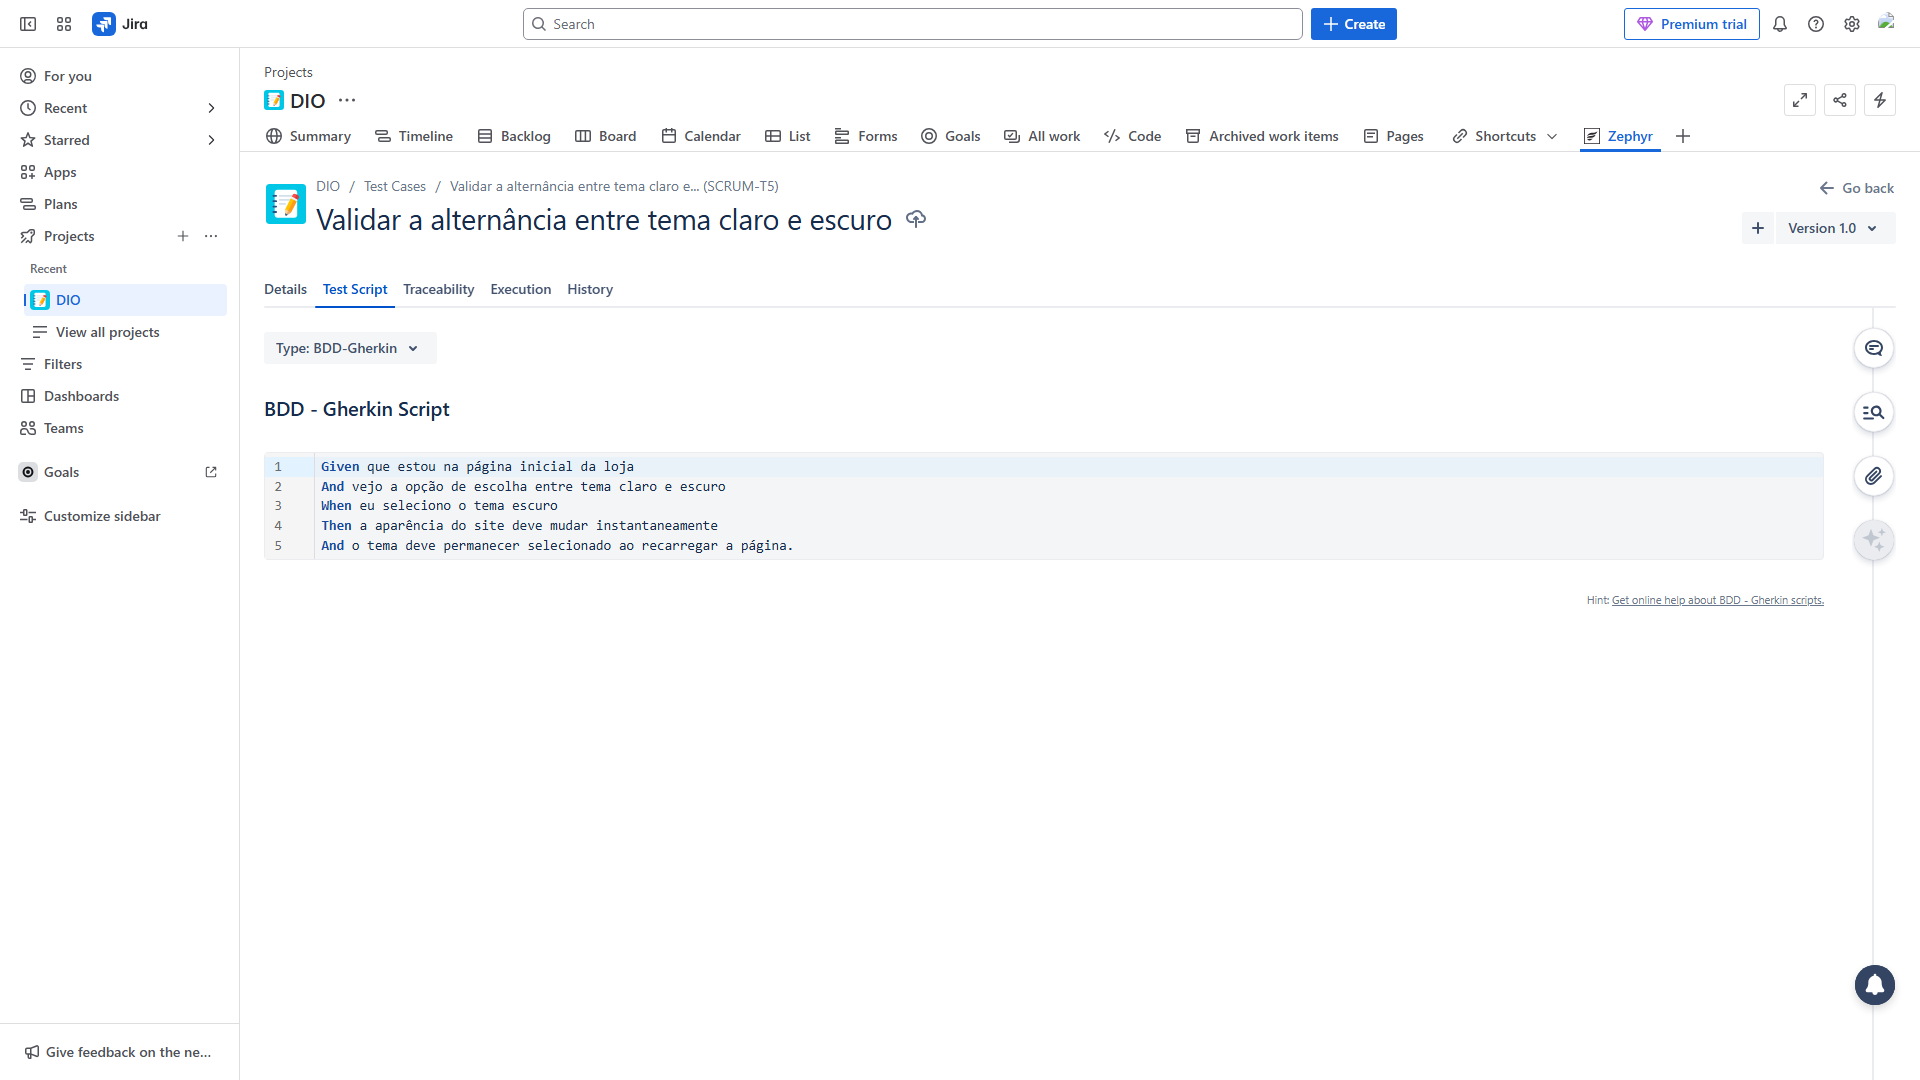 Jira
Search
Create
Premium trial
For you
Recent
Starred
Apps
Plans
Projects
Recent
DIO
View all projects
Filters
Dashboards
Teams
Goals
Customize sidebar
Give feedback on the ne...
Projects
DIO
Summary
Timeline
Backlog
Board
Calendar
List
Forms
Goals
All work
Code
Archived work items
Pages
Shortcuts
Zephyr
DIO / Test Cases / Validar a alternância entre tema claro e... (SCRUM-T5)
Go back
Validar a alternância entre tema claro e escuro
Version 1.0
Details
Test Script
Traceability
Execution
History
Type: BDD-Gherkin
BDD - Gherkin Script
1 Given que estou na página inicial da loja
2 And vejo a opção de escolha entre tema claro e escuro
3 When eu seleciono o tema escuro
4 Then a aparência do site deve mudar instantaneamente
5 And o tema deve permanecer selecionado ao recarregar a página.
Hint: Get online help about BDD - Gherkin scripts.